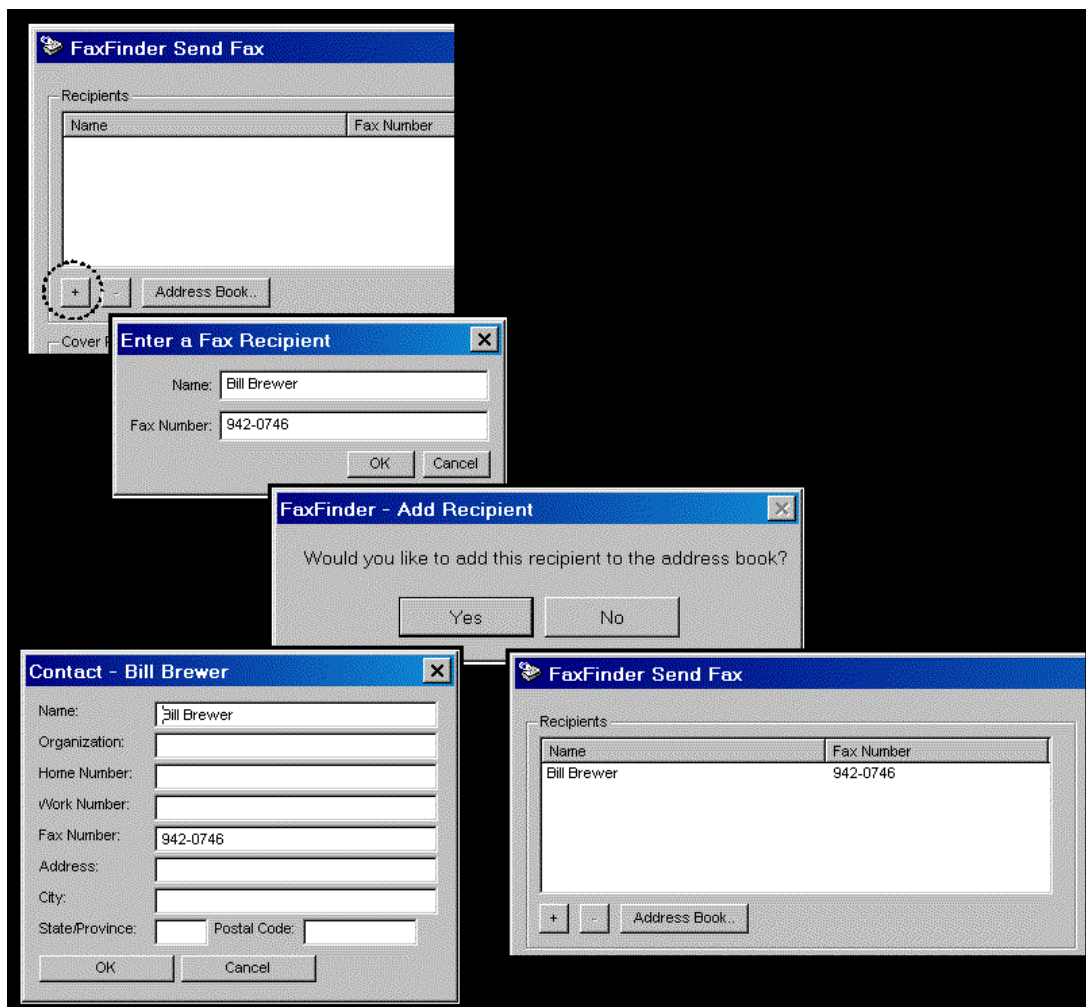 FaxFinder Send Fax
Recipients
Name Fax Number
+ - Address Book..
Cover
Enter a Fax Recipient
Name: Bill Brewer
Fax Number: 942-0746
OK Cancel
FaxFinder - Add Recipient
Would you like to add this recipient to the address book?
Yes No
Contact - Bill Brewer
Name: Bill Brewer
Organization:
Home Number:
Work Number:
Fax Number: 942-0746
Address:
City:
State/Province: Postal Code:
OK Cancel
FaxFinder Send Fax
Recipients
Name Fax Number
Bill Brewer 942-0746
+ - Address Book..